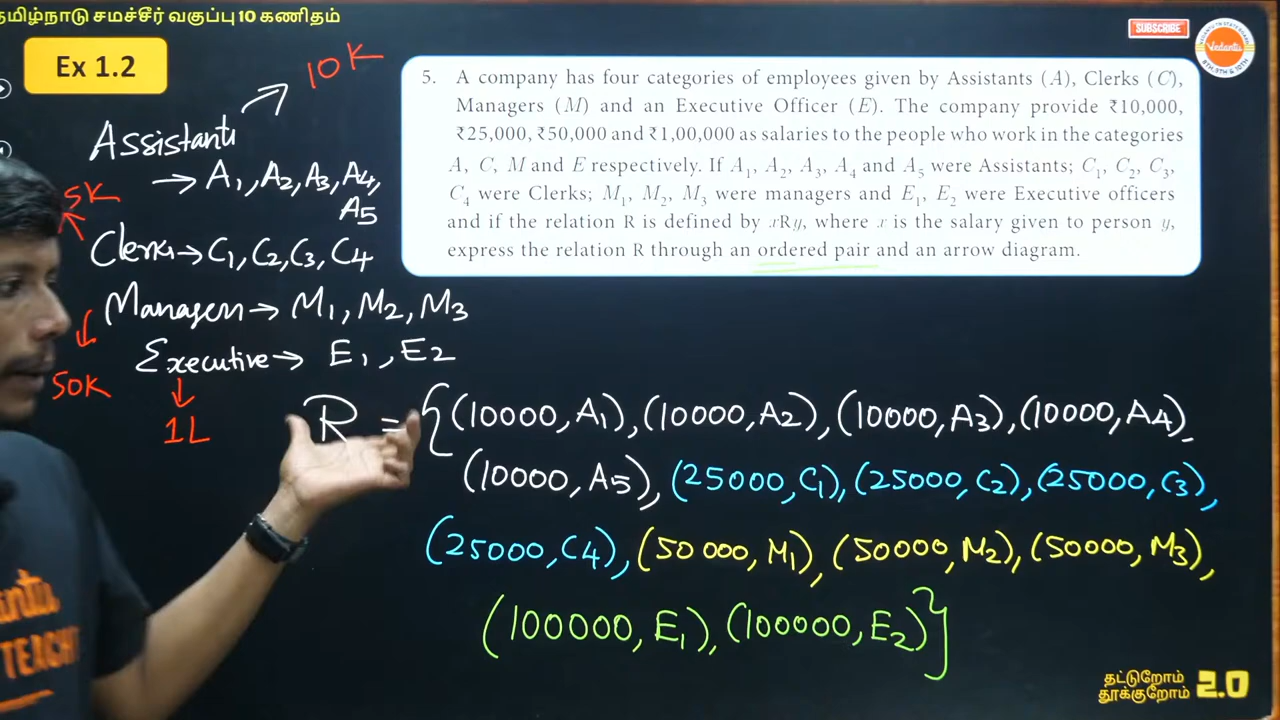 தமிழ்நாடு சமச்சீர் வகுப்பு 10 கணிதம்
Ex 1.2
SUBSCRIBE
Vedantu
8TH, 9TH & 10TH
5. A company has four categories of employees given by Assistants (A), Clerks (C),
Managers (M) and an Executive Officer (E). The company provide ₹10,000,
₹25,000, ₹50,000 and ₹1,00,000 as salaries to the people who work in the categories
A, C, M and E respectively. If A₁, A₂, A₃, A₄ and A₅ were Assistants; C₁, C₂, C₃,
C₄ were Clerks; M₁, M₂, M₃ were managers and E₁, E₂ were Executive officers
and if the relation R is defined by xRy, where x is the salary given to person y,
express the relation R through an ordered pair and an arrow diagram.
10K
Assistants
→ A1, A2, A3, A4,
A5
5K
Clerks → C1, C2, C3, C4
Managers → M1, M2, M3
Executive → E1, E2
50K
1L
R = {(10000, A1), (10000, A2), (10000, A3), (10000, A4),
(10000, A5), (25000, C1), (25000, C2), (25000, C3),
(25000, C4), (50000, M1), (50000, M2), (50000, M3),
(100000, E1), (100000, E2)}
TEACH
தட்டுறோம்
தூக்குறோம் 2.0